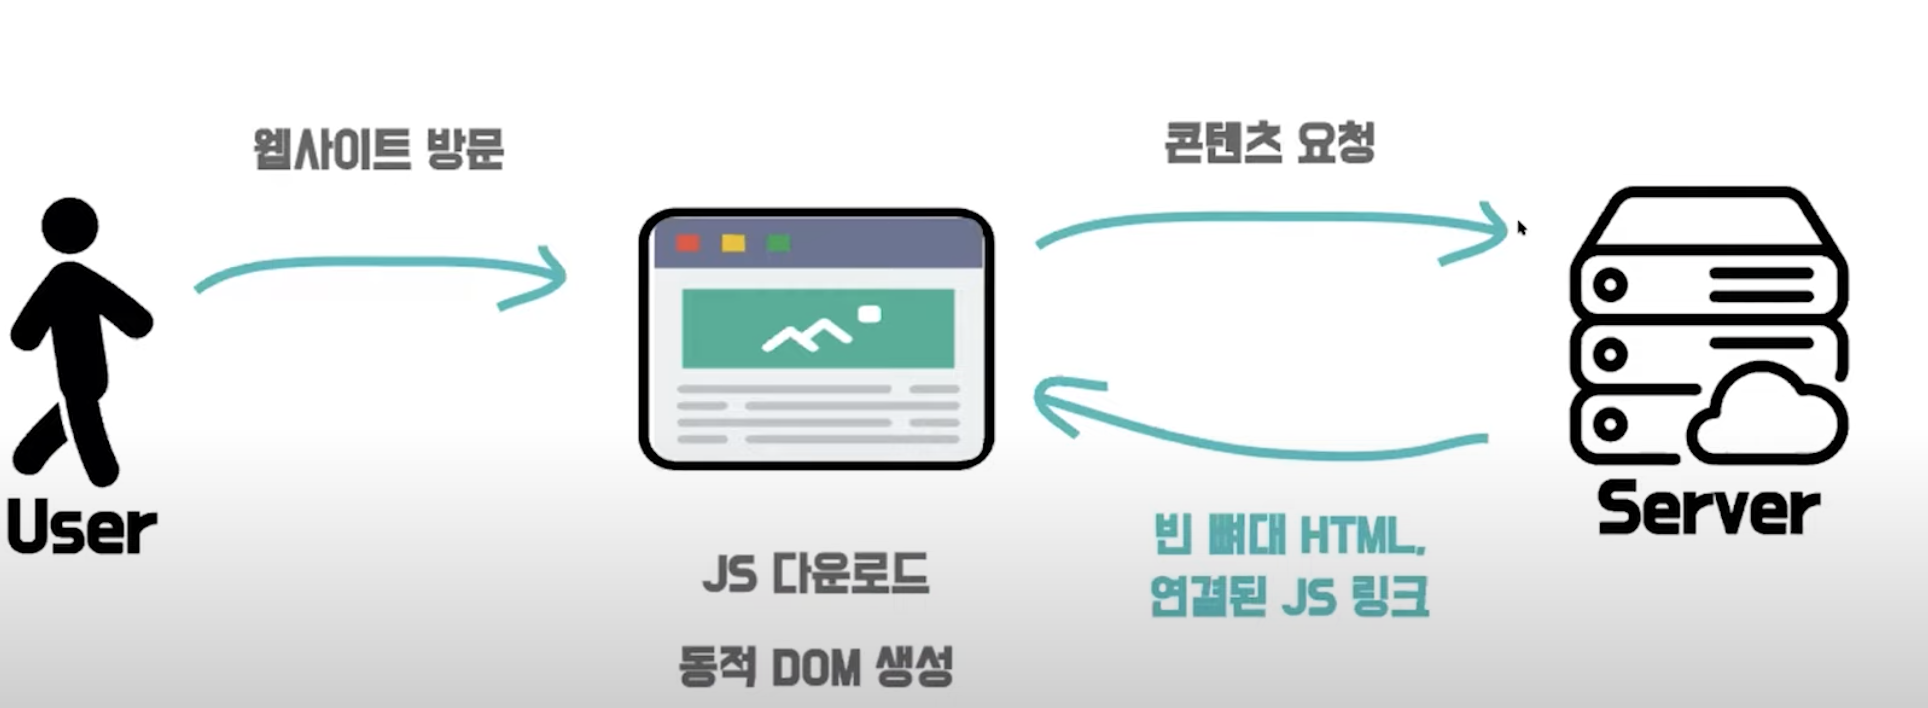 웹사이트 방문
콘텐츠 요청
User
Server
JS 다운로드
동적 DOM 생성
빈 뼈대 HTML,
연결된 JS 링크